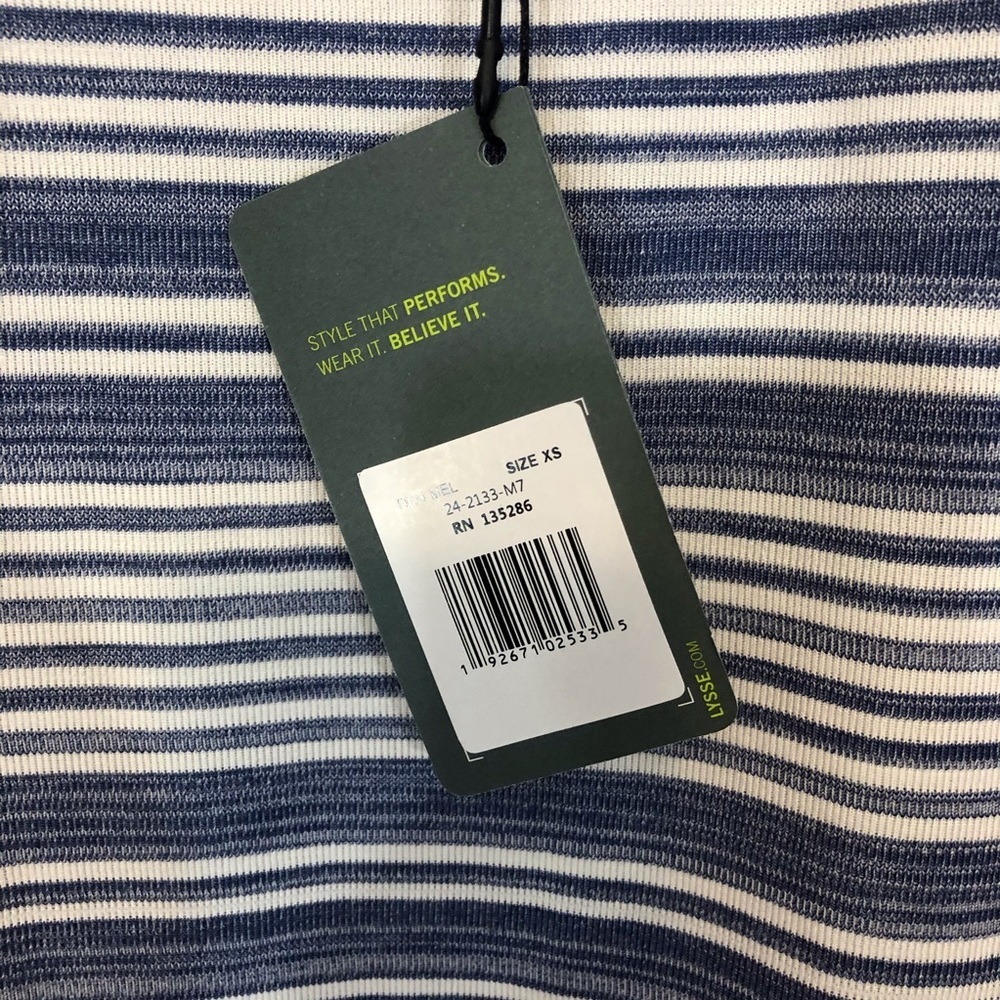 STYLE THAT PERFORMS.
WEAR IT. BELIEVE IT.
SIZE XS
24-2133-M7
RN 135286
1 92671 02533 5
LYSSE.COM